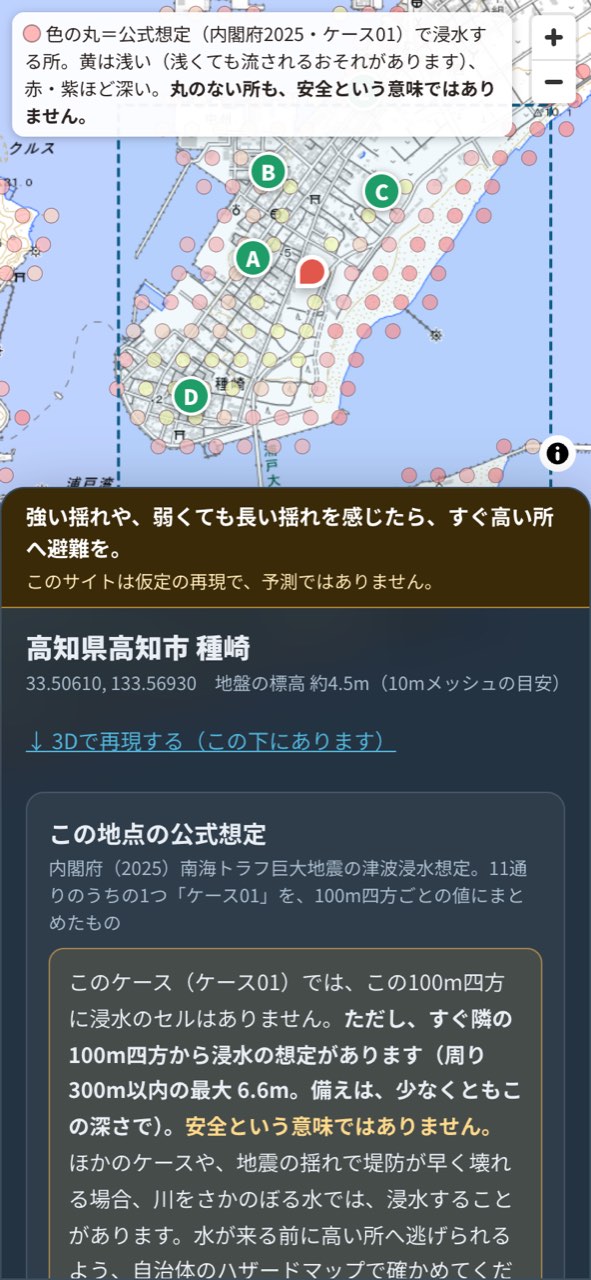 色の丸＝公式想定（内閣府2025・ケース01）で浸水す
る所。黄は浅い（浅くても流されるおそれがあります）、
赤・紫ほど深い。丸のない所も、安全という意味ではあり
ません。
+
−
クルス
B
C
A
5
種崎
2
D
浦戸湾
浦戸大
i
強い揺れや、弱くても長い揺れを感じたら、すぐ高い所
へ避難を。
このサイトは仮定の再現で、予測ではありません。
高知県高知市 種崎
33.50610, 133.56930　地盤の標高 約4.5m（10mメッシュの目安）
↓ 3Dで再現する（この下にあります）
この地点の公式想定
内閣府（2025）南海トラフ巨大地震の津波浸水想定。11通
りのうちの1つ「ケース01」を、100m四方ごとの値にまと
めたもの
このケース（ケース01）では、この100m四方
に浸水のセルはありません。ただし、すぐ隣の
100m四方から浸水の想定があります（周り
300m以内の最大 6.6m。備えは、少なくともこ
の深さで）。安全という意味ではありません。
ほかのケースや、地震の揺れで堤防が早く壊れ
る場合、川をさかのぼる水では、浸水すること
があります。水が来る前に高い所へ逃げられる
よう、自治体のハザードマップで確かめてくだ